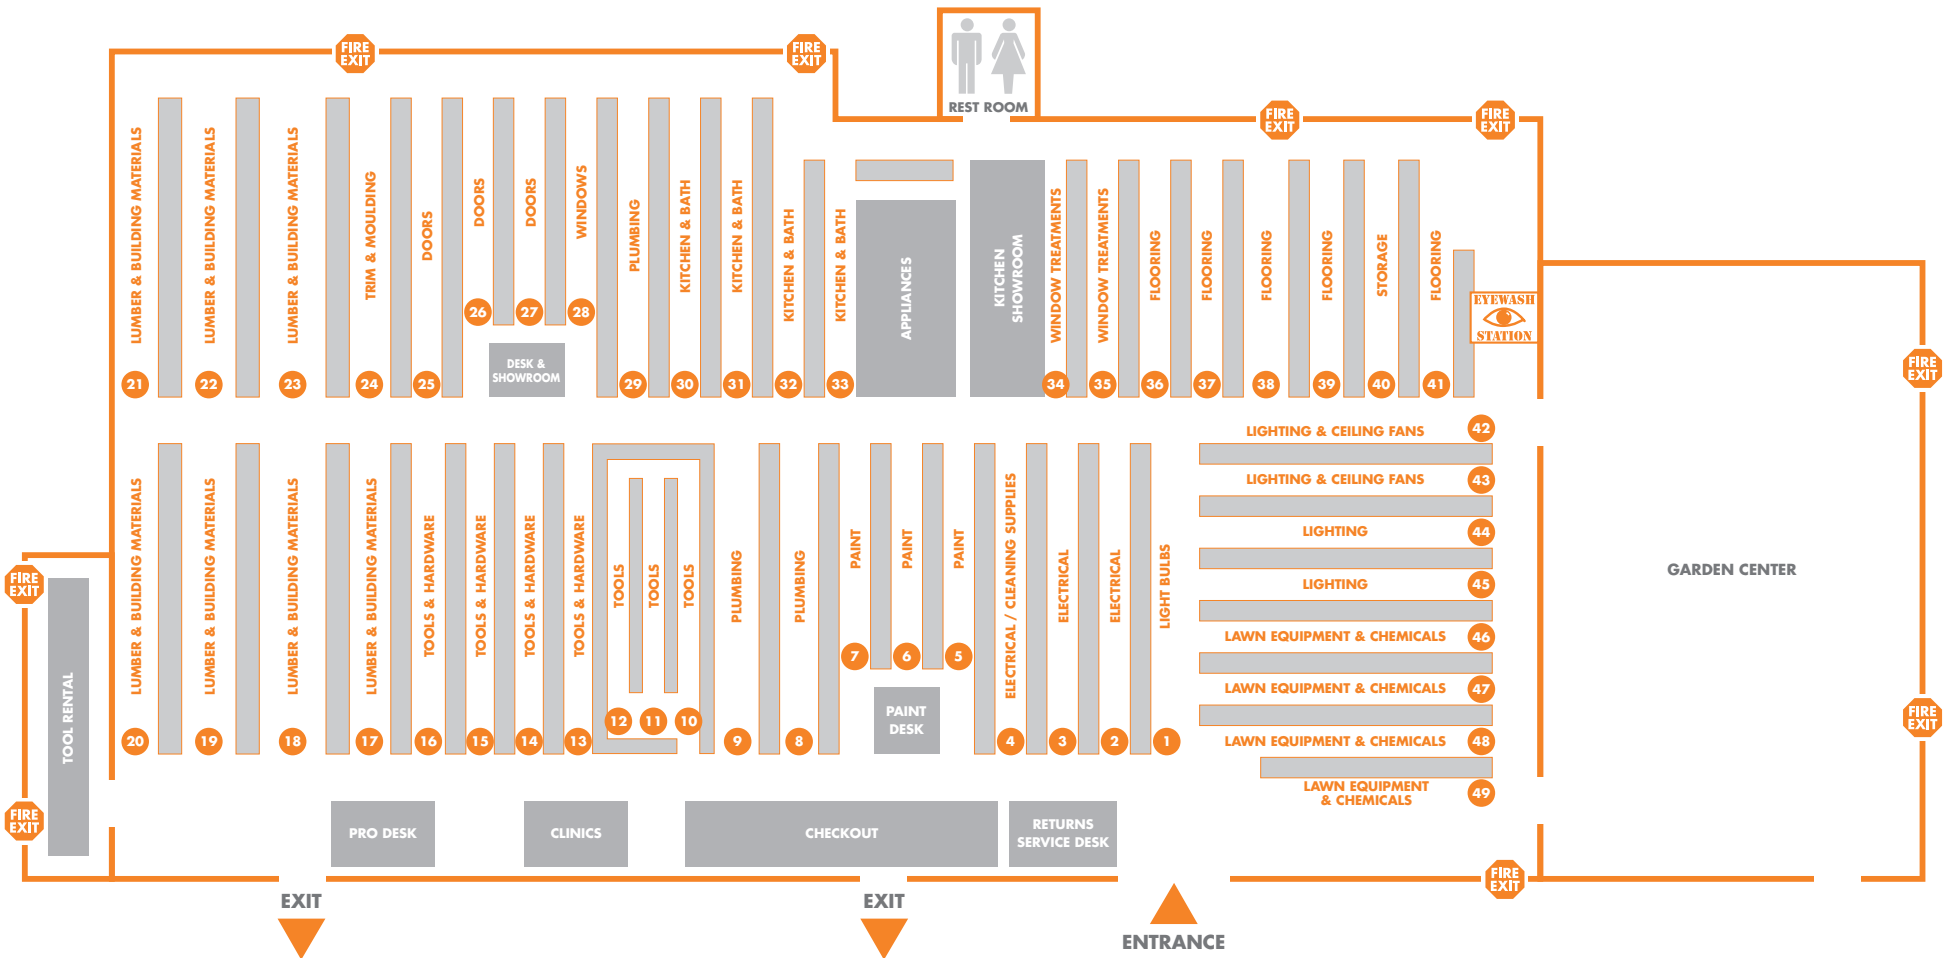 FIRE
EXIT
FIRE
EXIT
REST ROOM
FIRE
EXIT
FIRE
EXIT
LUMBER & BUILDING MATERIALS
21
LUMBER & BUILDING MATERIALS
22
LUMBER & BUILDING MATERIALS
23
TRIM & MOULDING
24
DOORS
25
DOORS
26
DOORS
27
WINDOWS
28
DESK &
SHOWROOM
PLUMBING
29
KITCHEN & BATH
30
KITCHEN & BATH
31
KITCHEN & BATH
32
KITCHEN & BATH
33
APPLIANCES
KITCHEN
SHOWROOM
WINDOW TREATMENTS
34
WINDOW TREATMENTS
35
FLOORING
36
FLOORING
37
FLOORING
38
FLOORING
39
STORAGE
40
FLOORING
41
EYEWASH
STATION
FIRE
EXIT
LUMBER & BUILDING MATERIALS
20
LUMBER & BUILDING MATERIALS
19
LUMBER & BUILDING MATERIALS
18
LUMBER & BUILDING MATERIALS
17
TOOLS & HARDWARE
16
TOOLS & HARDWARE
15
TOOLS & HARDWARE
14
TOOLS & HARDWARE
13
TOOLS
12
TOOLS
11
TOOLS
10
PLUMBING
9
PLUMBING
8
PAINT
7
PAINT
6
PAINT
5
PAINT
DESK
ELECTRICAL / CLEANING SUPPLIES
4
ELECTRICAL
3
ELECTRICAL
2
LIGHT BULBS
1
LIGHTING & CEILING FANS
42
LIGHTING & CEILING FANS
43
LIGHTING
44
LIGHTING
45
LAWN EQUIPMENT & CHEMICALS
46
LAWN EQUIPMENT & CHEMICALS
47
LAWN EQUIPMENT & CHEMICALS
48
LAWN EQUIPMENT
& CHEMICALS
49
GARDEN CENTER
FIRE
EXIT
FIRE
EXIT
TOOL RENTAL
FIRE
EXIT
PRO DESK
CLINICS
CHECKOUT
RETURNS
SERVICE DESK
FIRE
EXIT
EXIT
EXIT
ENTRANCE